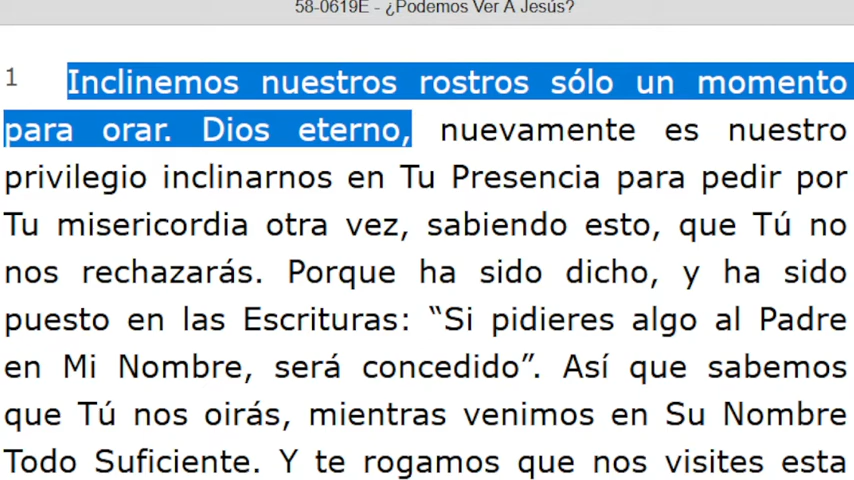 58-0619E - ¿Podemos Ver A Jesús?
1 Inclinemos nuestros rostros sólo un momento
para orar. Dios eterno, nuevamente es nuestro
privilegio inclinarnos en Tu Presencia para pedir por
Tu misericordia otra vez, sabiendo esto, que Tú no
nos rechazarás. Porque ha sido dicho, y ha sido
puesto en las Escrituras: “Si pidieres algo al Padre
en Mi Nombre, será concedido”. Así que sabemos
que Tú nos oirás, mientras venimos en Su Nombre
Todo Suficiente. Y te rogamos que nos visites esta